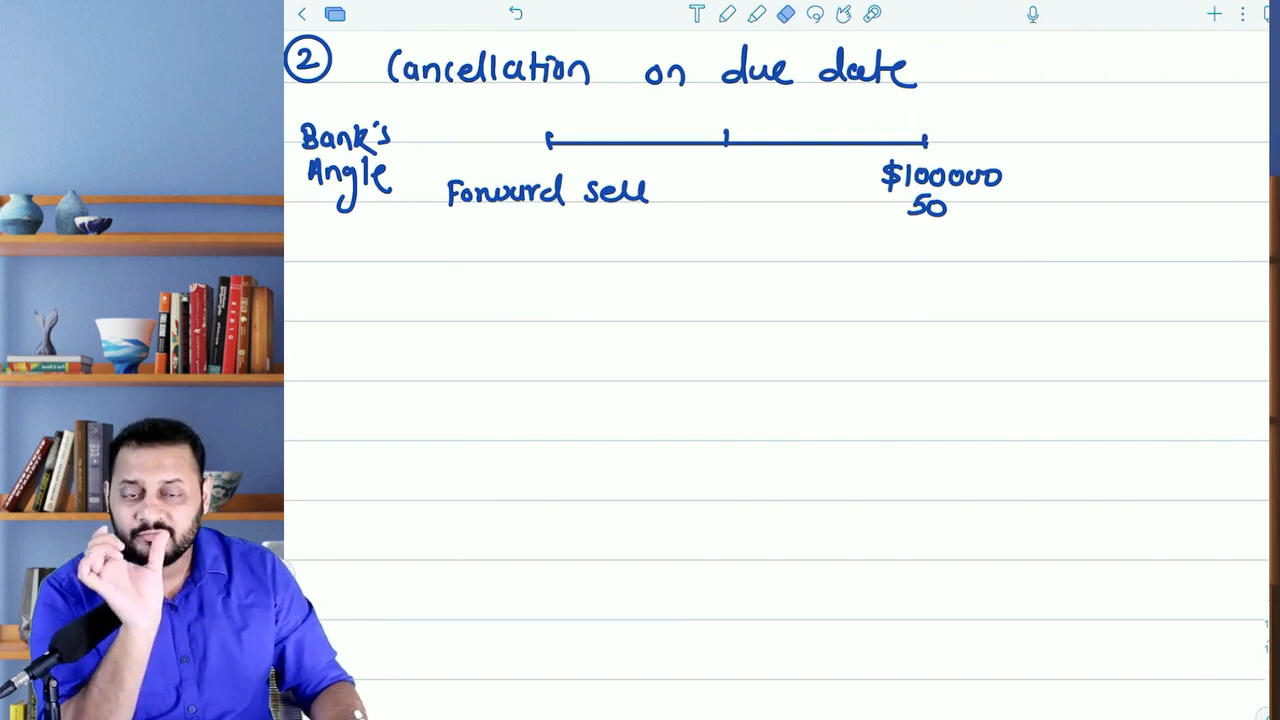 2 Cancellation on due date
Bank's
Angle
Forward Sell
$100000
50